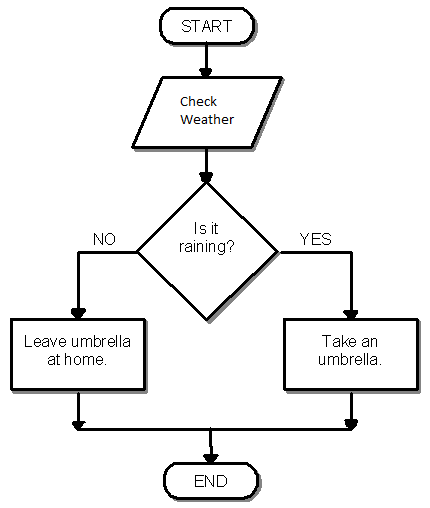 START
Check
Weather
Is it
raining?
NO
YES
Leave umbrella
at home.
Take an
umbrella.
END